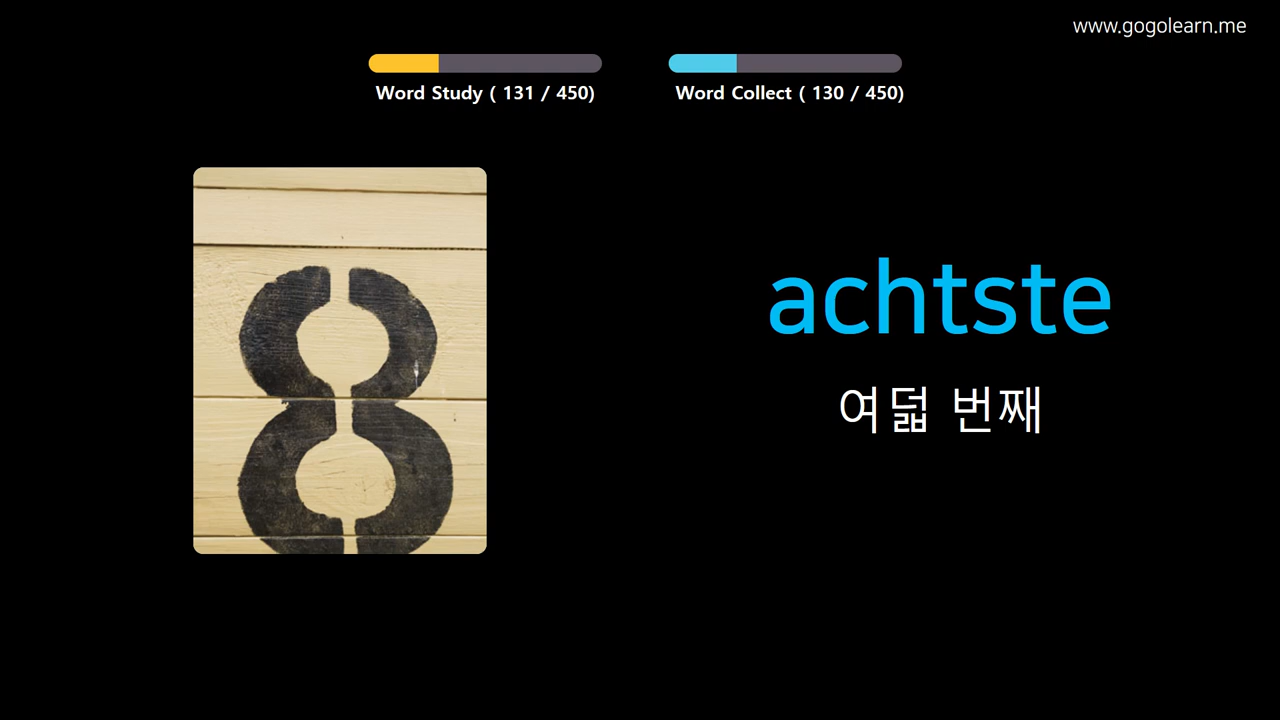 www.gogolearn.me
Word Study ( 131 / 450)
Word Collect ( 130 / 450)
8
achtste
여덟 번째